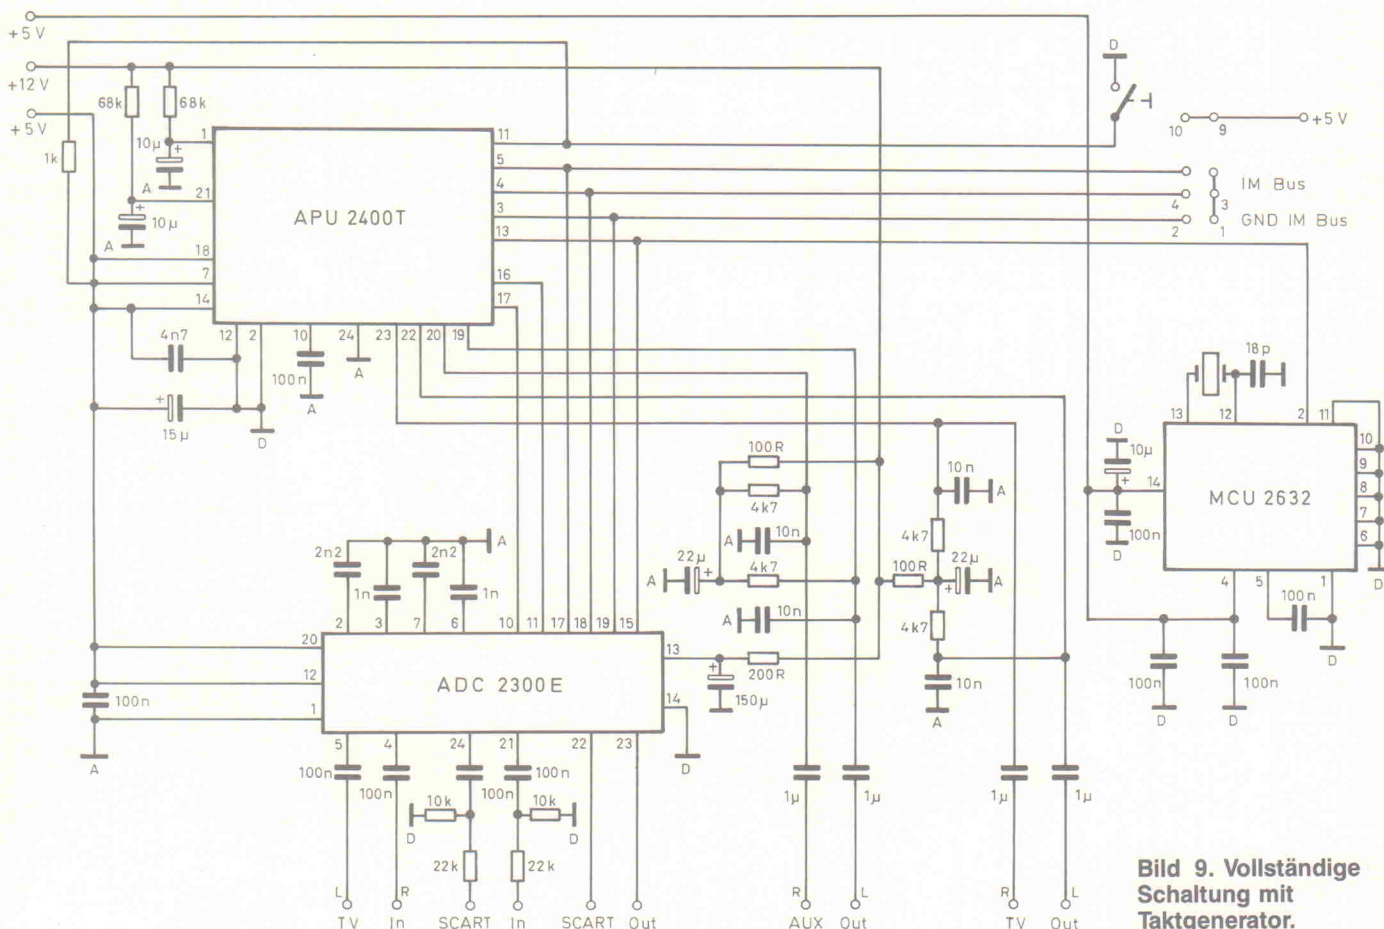 +5V
+12V
+5V
68k
68k
1k
10µ
+
A
10µ
+
A
1
21
18
7
14
11
5
4
3
13
16
17
APU 2400T
12
2
10
24
23
22
20
19
4n7
+
15µ
D
100n
A
A
D
10
9
+5V
IM Bus
4
3
GND IM Bus
2
1
18p
13
12
2
11
D
10µ
+
14
100n
D
MCU 2632
10
9
8
7
6
D
4
5
1
100n
D
100n
D
100n
D
100R
4k7
10n
A
22µ
+
A
4k7
10n
A
200R
+
150µ
10n
A
4k7
100R
22µ
+
A
4k7
10n
A
2n2
1n
2n2
1n
A
2
3
7
6
10
11
17
18
19
15
20
12
1
13
14
ADC 2300E
D
100n
A
5
4
24
21
22
23
100n
100n
100n
100n
10k
D
10k
D
22k
22k
1µ
1µ
1µ
1µ
L
R
R
L
R
L
TV In SCART In SCART Out AUX Out TV Out
Bild 9. Vollständige
Schaltung mit
Taktgenerator.